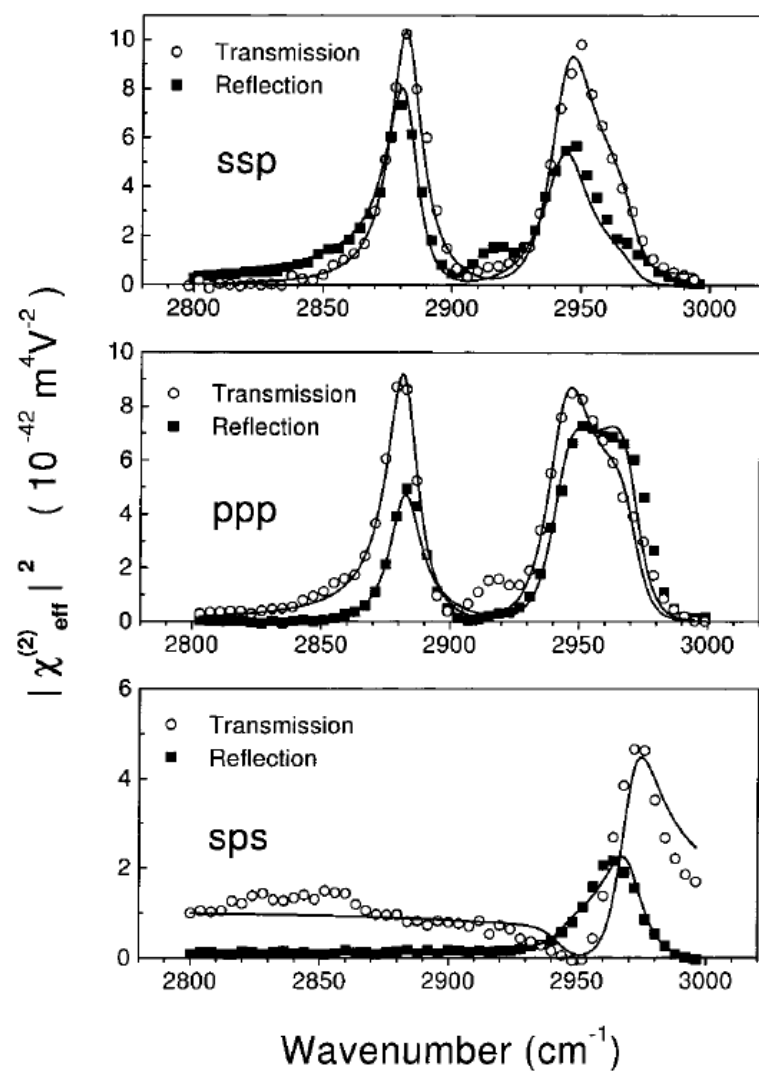 | χ(2)eff | 2 ( 10-42 m4V-2 )
10
8
6
4
2
0
Transmission
Reflection
ssp
2800 2850 2900 2950 3000
10
8
6
4
2
0
Transmission
Reflection
ppp
2800 2850 2900 2950 3000
6
4
2
0
Transmission
Reflection
sps
2800 2850 2900 2950 3000
Wavenumber (cm-1)